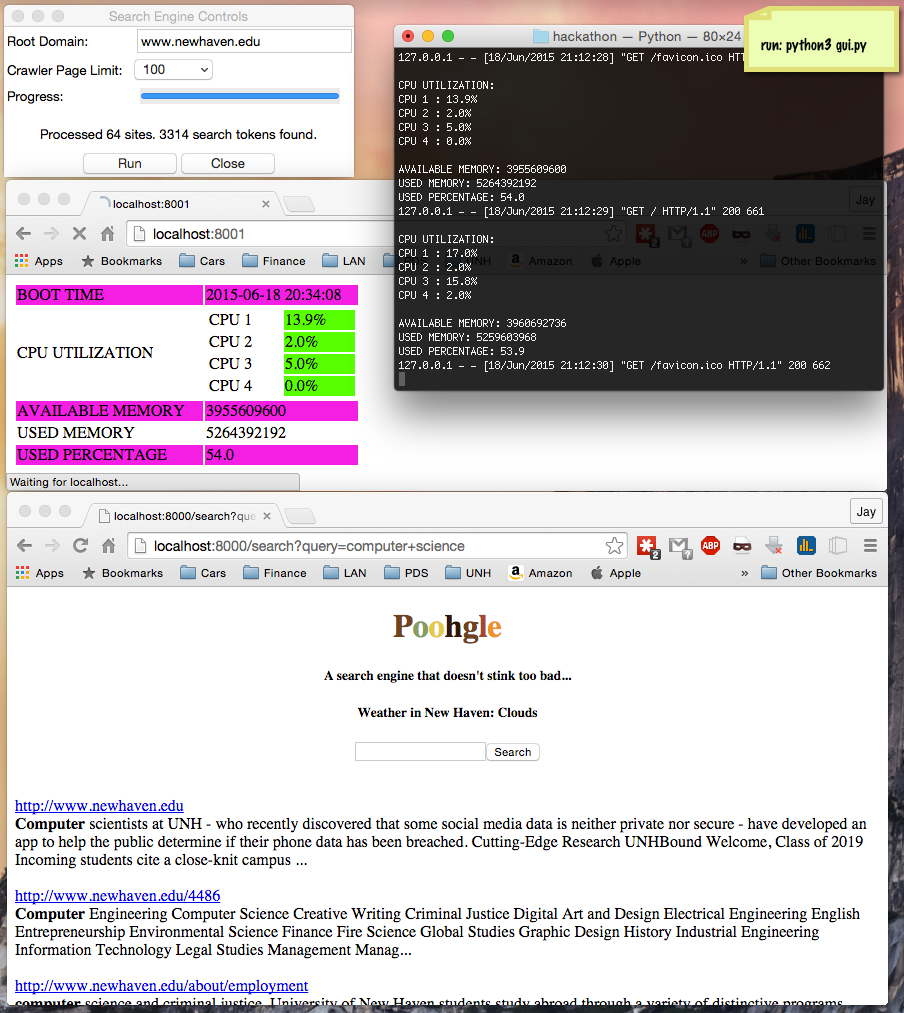 Search Engine Controls
Root Domain: www.newhaven.edu
Crawler Page Limit: 100
Progress:
Processed 64 sites. 3314 search tokens found.
Run Close
hackathon — Python — 80×24
run: python3 gui.py
127.0.0.1 - - [18/Jun/2015 21:12:28] "GET /favicon.ico HT
CPU UTILIZATION:
CPU 1 : 13.9%
CPU 2 : 2.0%
CPU 3 : 5.0%
CPU 4 : 0.0%
AVAILABLE MEMORY: 3955609600
USED MEMORY: 5264392192
USED PERCENTAGE: 54.0
127.0.0.1 - - [18/Jun/2015 21:12:29] "GET / HTTP/1.1" 200 661
CPU UTILIZATION:
CPU 1 : 17.0%
CPU 2 : 2.0%
CPU 3 : 15.8%
CPU 4 : 2.0%
AVAILABLE MEMORY: 3960692736
USED MEMORY: 5259603968
USED PERCENTAGE: 53.9
127.0.0.1 - - [18/Jun/2015 21:12:30] "GET /favicon.ico HTTP/1.1" 200 662
localhost:8001 Jay
localhost:8001
Apps Bookmarks Cars Finance LAN UNH Amazon Apple » Other Bookmarks
BOOT TIME 2015-06-18 20:34:08
CPU UTILIZATION
CPU 1 13.9%
CPU 2 2.0%
CPU 3 5.0%
CPU 4 0.0%
AVAILABLE MEMORY 3955609600
USED MEMORY 5264392192
USED PERCENTAGE 54.0
Waiting for localhost...
localhost:8000/search?que Jay
localhost:8000/search?query=computer+science
Apps Bookmarks Cars Finance LAN PDS UNH Amazon Apple » Other Bookmarks
Poohgle
A search engine that doesn't stink too bad...
Weather in New Haven: Clouds
Search
http://www.newhaven.edu
Computer scientists at UNH - who recently discovered that some social media data is neither private nor secure - have developed an
app to help the public determine if their phone data has been breached. Cutting-Edge Research UNHBound Welcome, Class of 2019
Incoming students cite a close-knit campus ...
http://www.newhaven.edu/4486
Computer Engineering Computer Science Creative Writing Criminal Justice Digital Art and Design Electrical Engineering English
Entrepreneurship Environmental Science Finance Fire Science Global Studies Graphic Design History Industrial Engineering
Information Technology Legal Studies Management Manag...
http://www.newhaven.edu/about/employment
computer science and criminal justice. University of New Haven students study abroad through a variety of distinctive programs